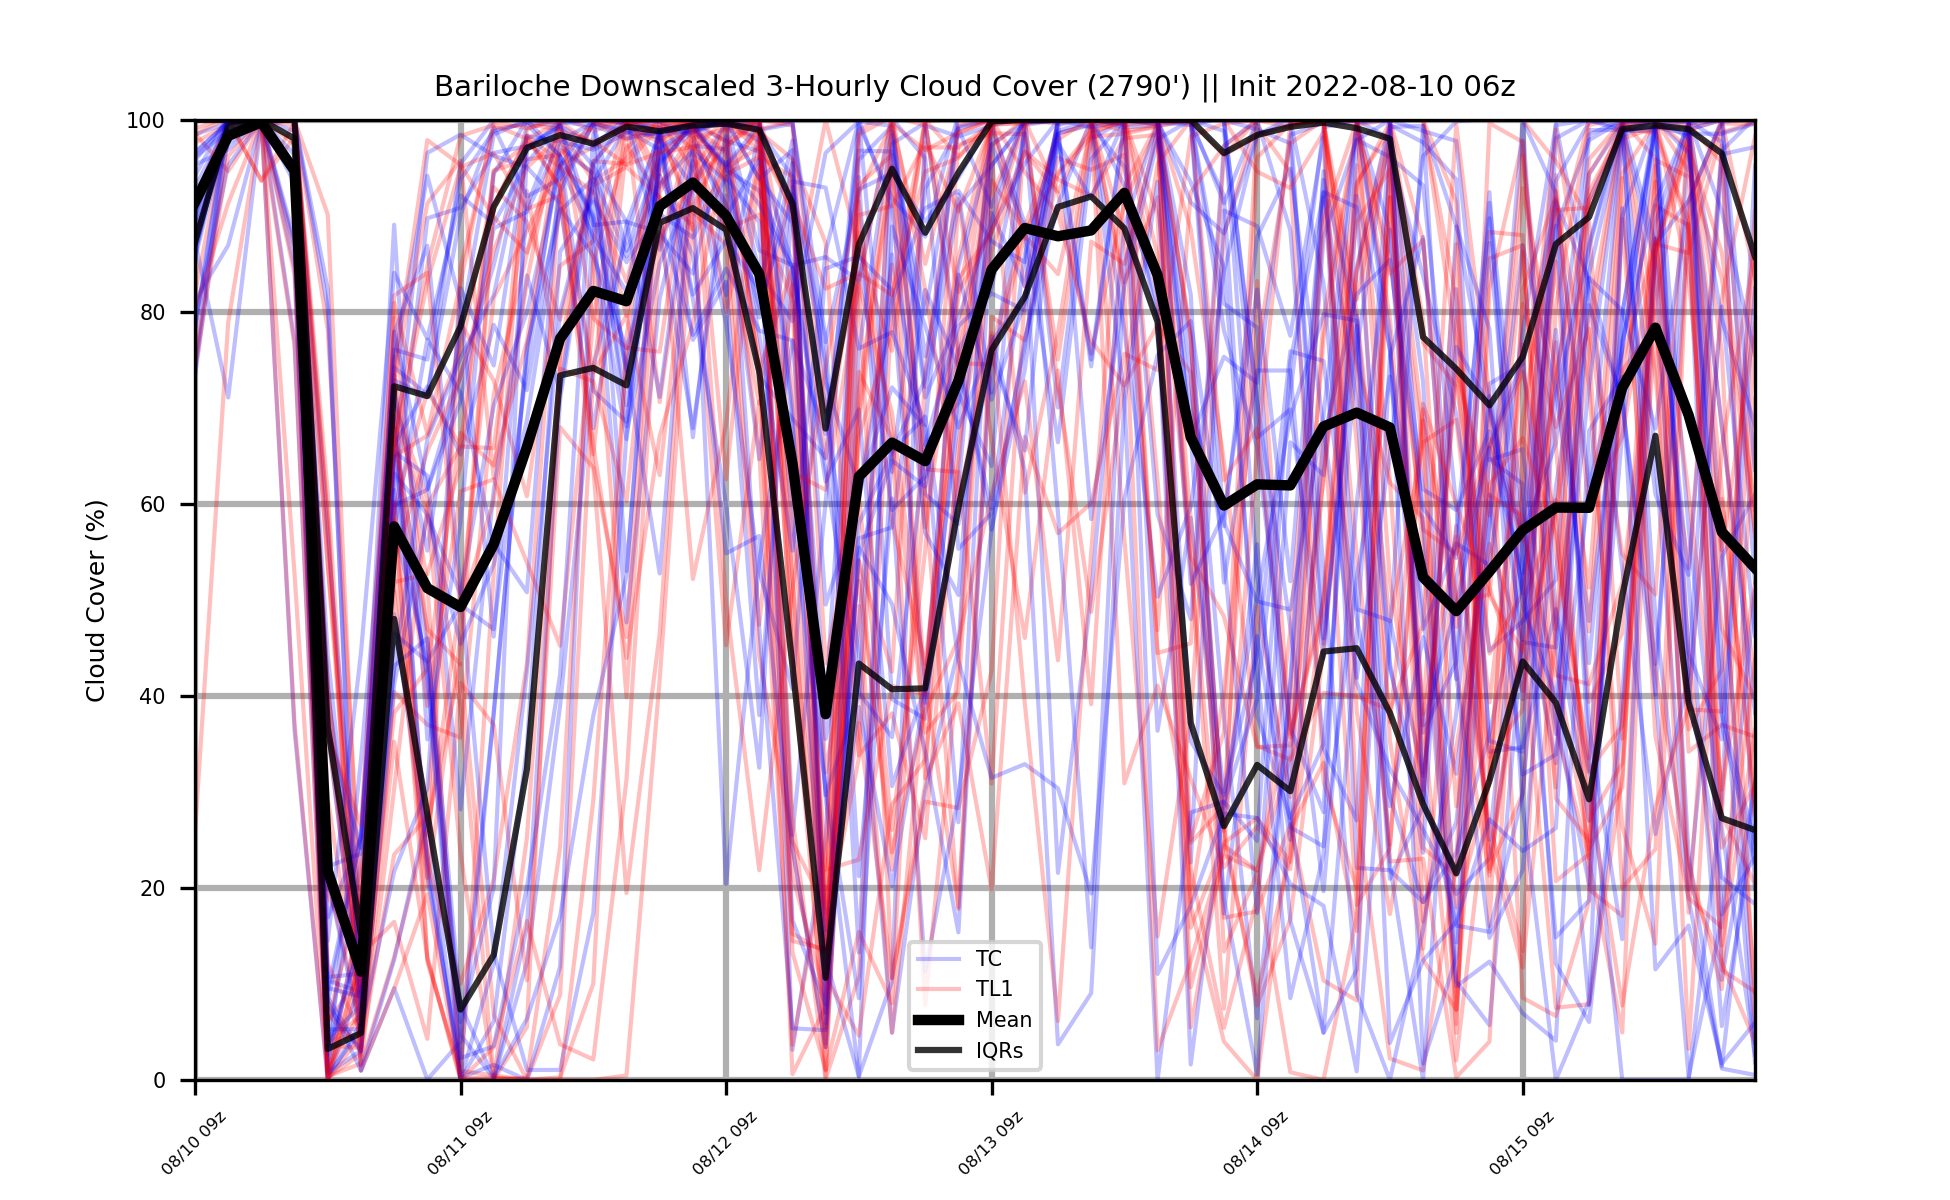 Bariloche Downscaled 3-Hourly Cloud Cover (2790') || Init 2022-08-10 06z
Cloud Cover (%)
100
80
60
40
20
0
TC
TL1
Mean
IQRs
08/10 09z
08/11 09z
08/12 09z
08/13 09z
08/14 09z
08/15 09z